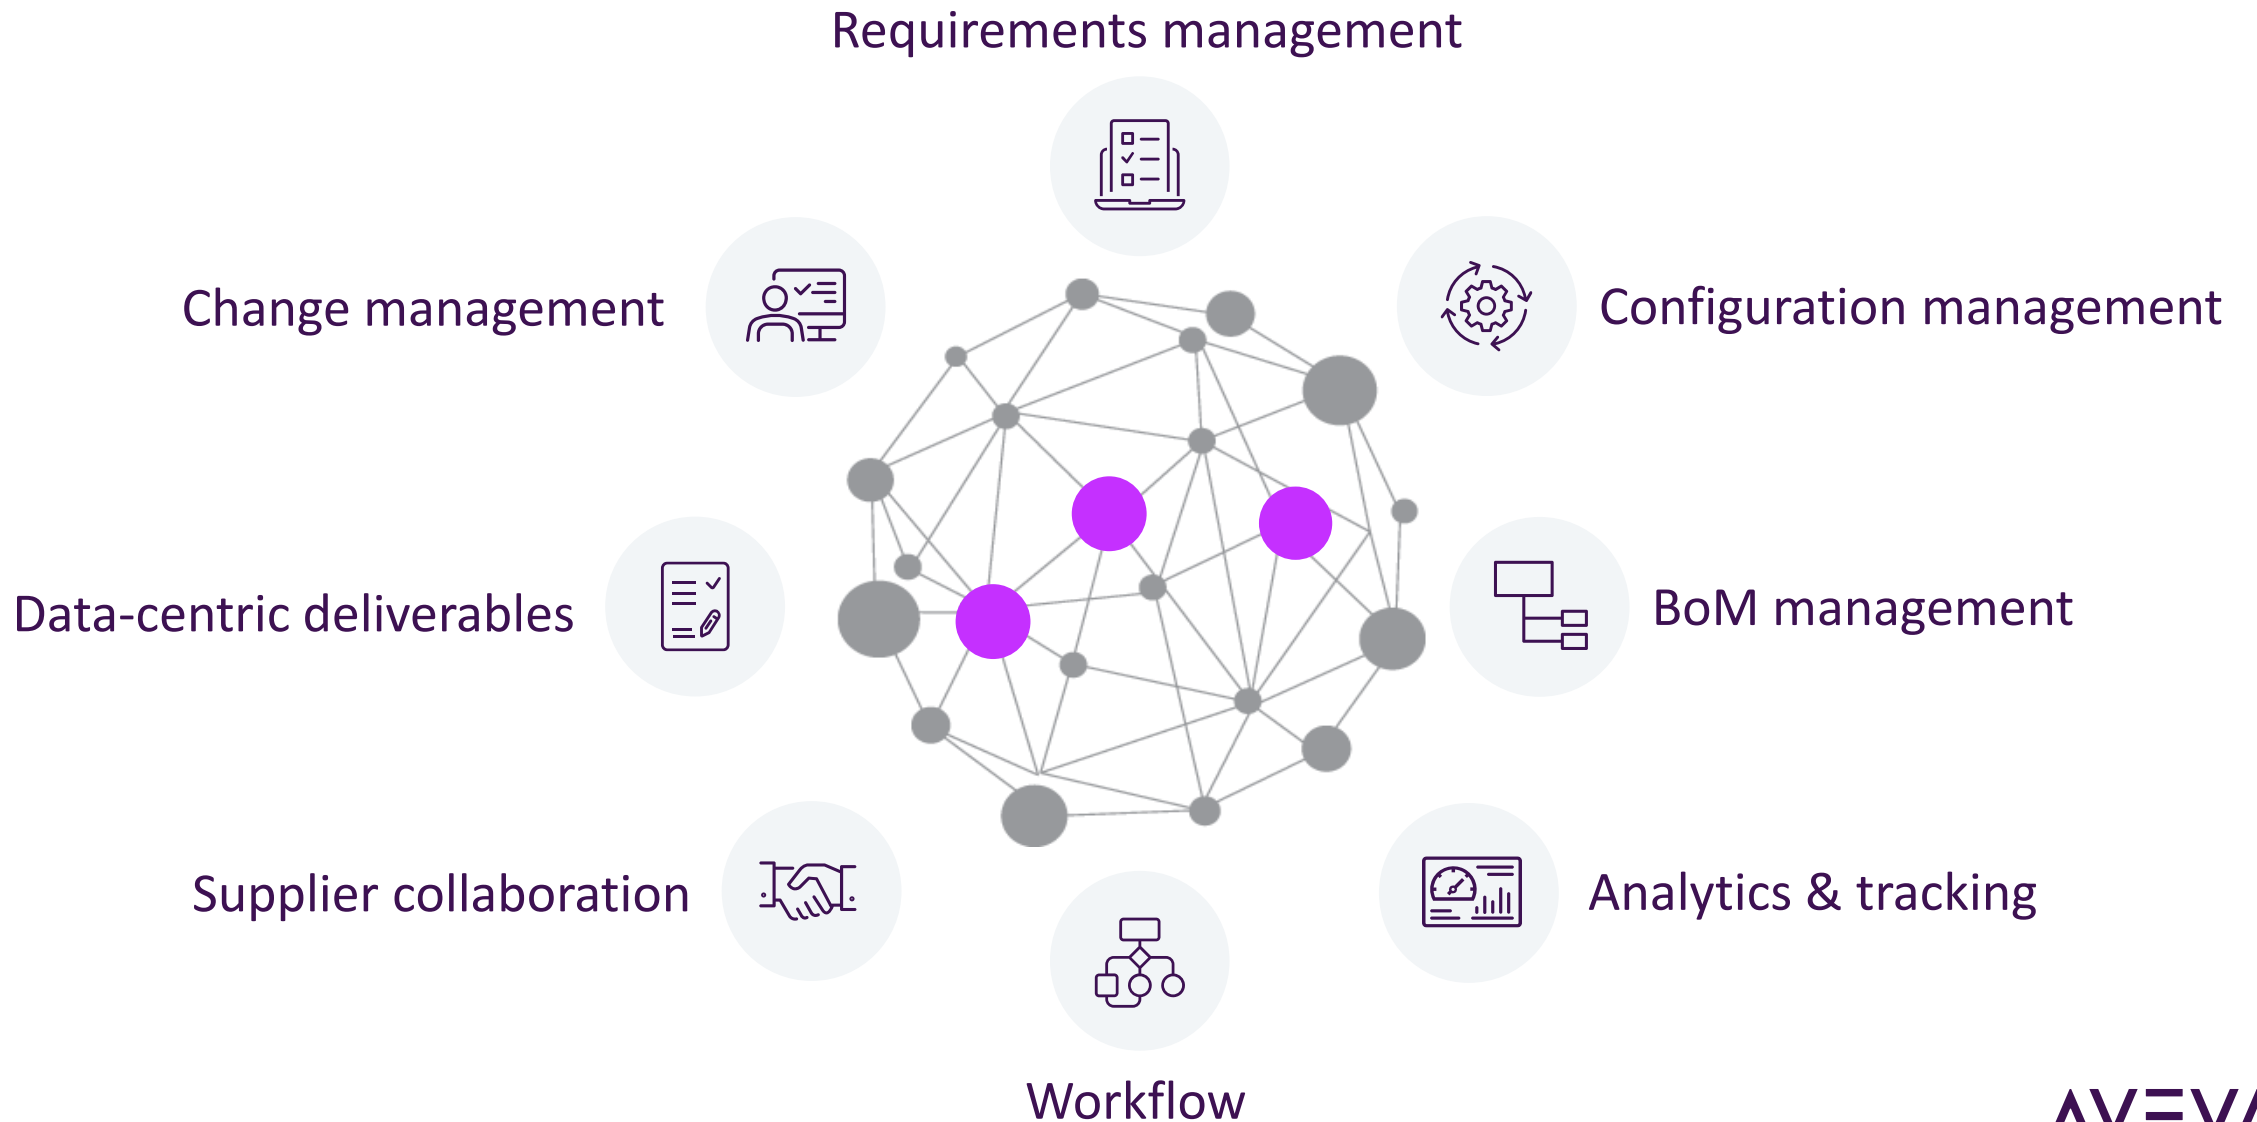 Requirements management
Change management
Configuration management
Data-centric deliverables
BoM management
Supplier collaboration
Analytics & tracking
Workflow
AVEVA